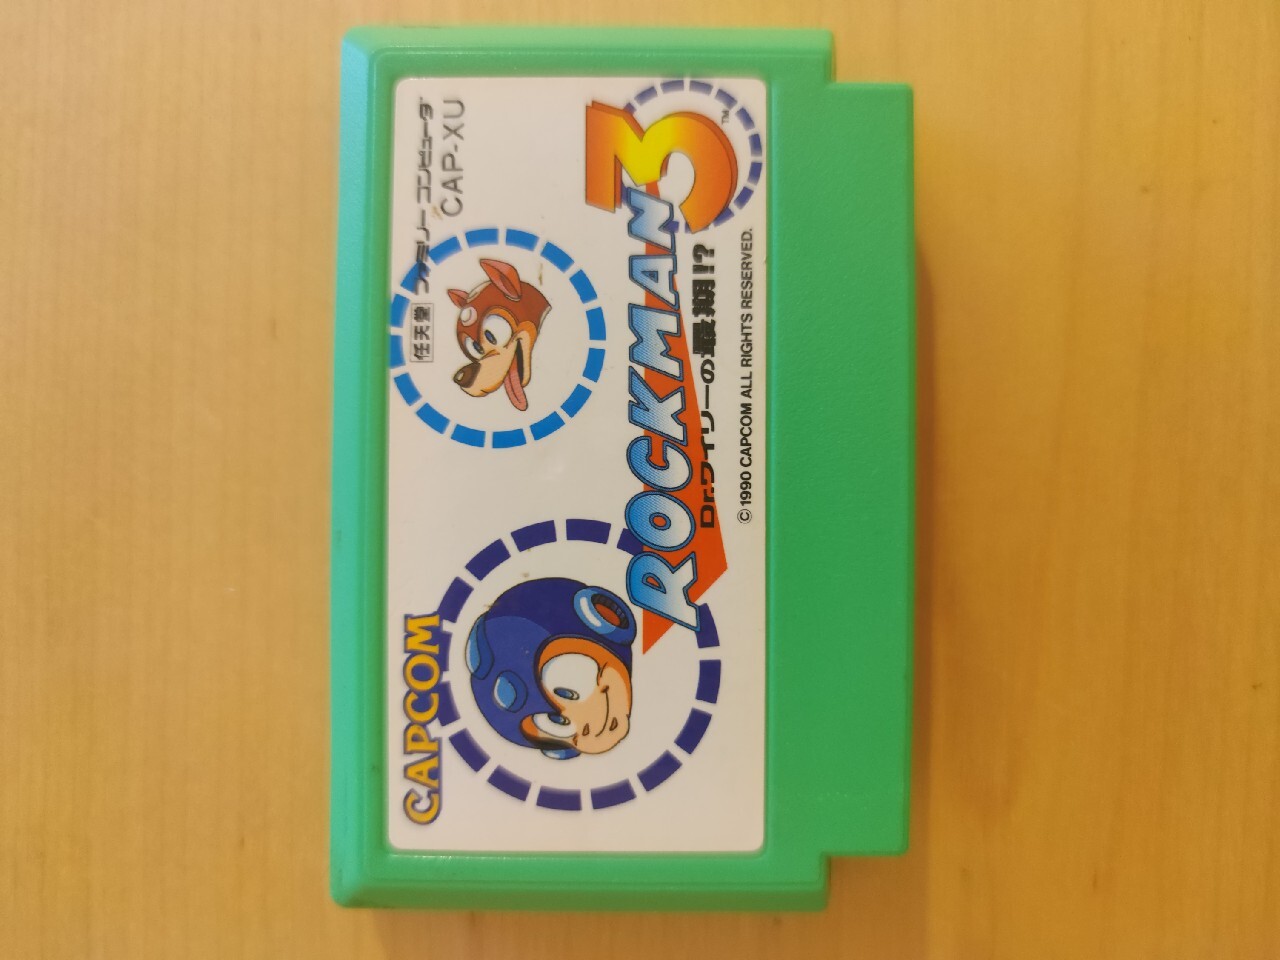 CAPCOM
任天堂 ファミリー コンピュータ
CAP-XU
ROCKMAN 3 ™
Dr.ワイリーの最期!?
©1990 CAPCOM ALL RIGHTS RESERVED.